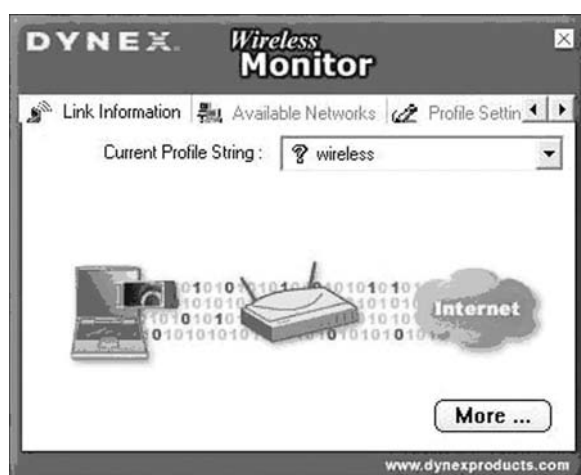 DYNEX
Wireless
Monitor
Link Information Available Networks Profile Settin
Current Profile String : wireless
Internet
More ...
www.dynexproducts.com